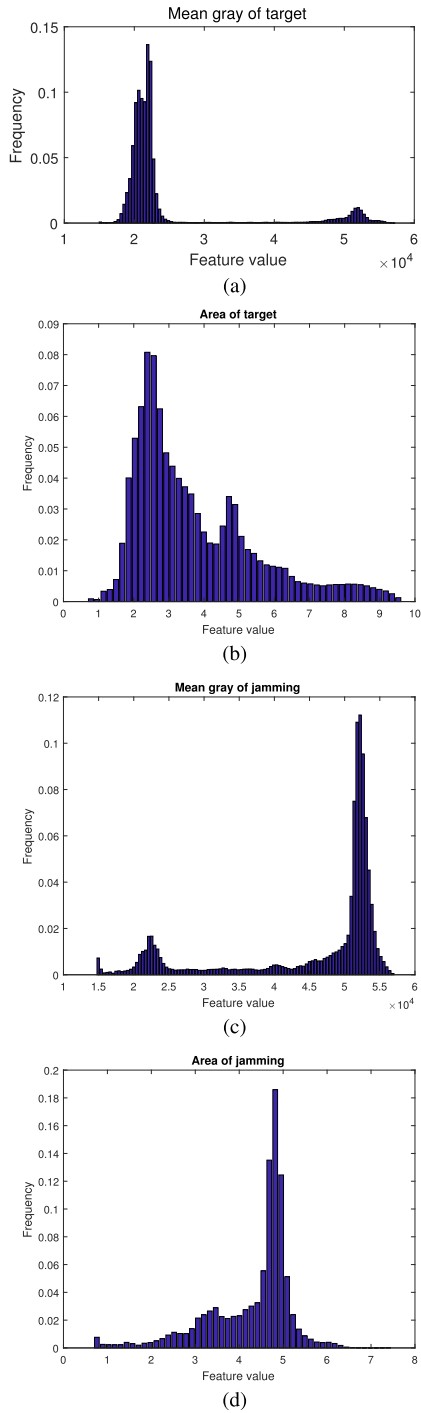 Mean gray of target
0.15
0.1
0.05
0
Frequency
1 2 3 4 5 6
Feature value
×10⁴
(a)
Area of target
0.09
0.08
0.07
0.06
0.05
0.04
0.03
0.02
0.01
0
Frequency
0 1 2 3 4 5 6 7 8 9 10
Feature value
(b)
Mean gray of jamming
0.12
0.1
0.08
0.06
0.04
0.02
0
Frequency
1 1.5 2 2.5 3 3.5 4 4.5 5 5.5 6
Feature value
×10⁴
(c)
Area of jamming
0.2
0.18
0.16
0.14
0.12
0.1
0.08
0.06
0.04
0.02
0
Frequency
0 1 2 3 4 5 6 7 8
Feature value
(d)